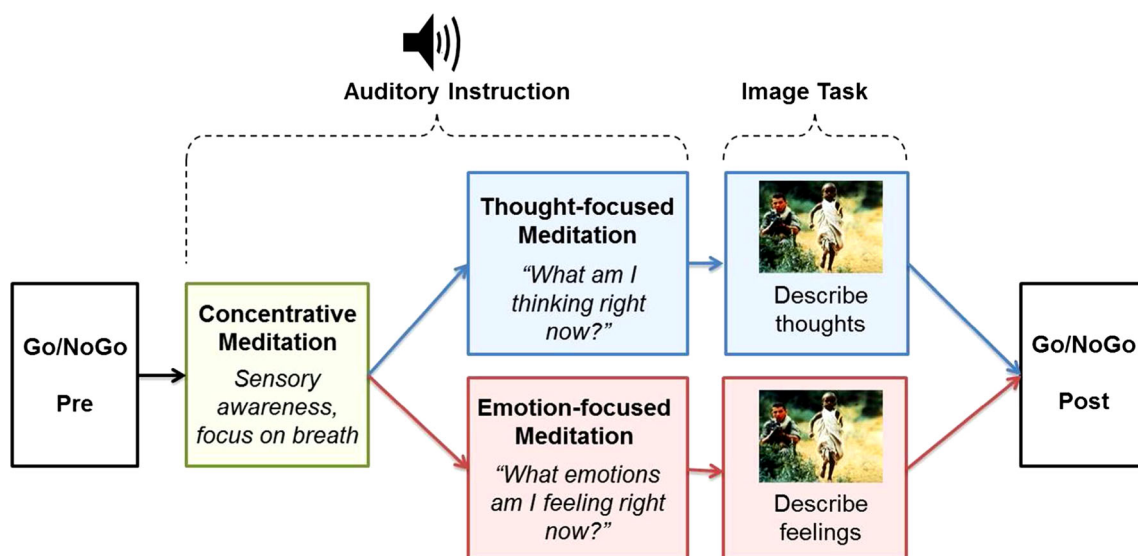 Auditory Instruction
Image Task
Go/NoGo
Pre
Concentrative
Meditation
Sensory
awareness,
focus on breath
Thought-focused
Meditation
“What am I
thinking right
now?”
Describe
thoughts
Emotion-focused
Meditation
“What emotions
am I feeling right
now?”
Describe
feelings
Go/NoGo
Post